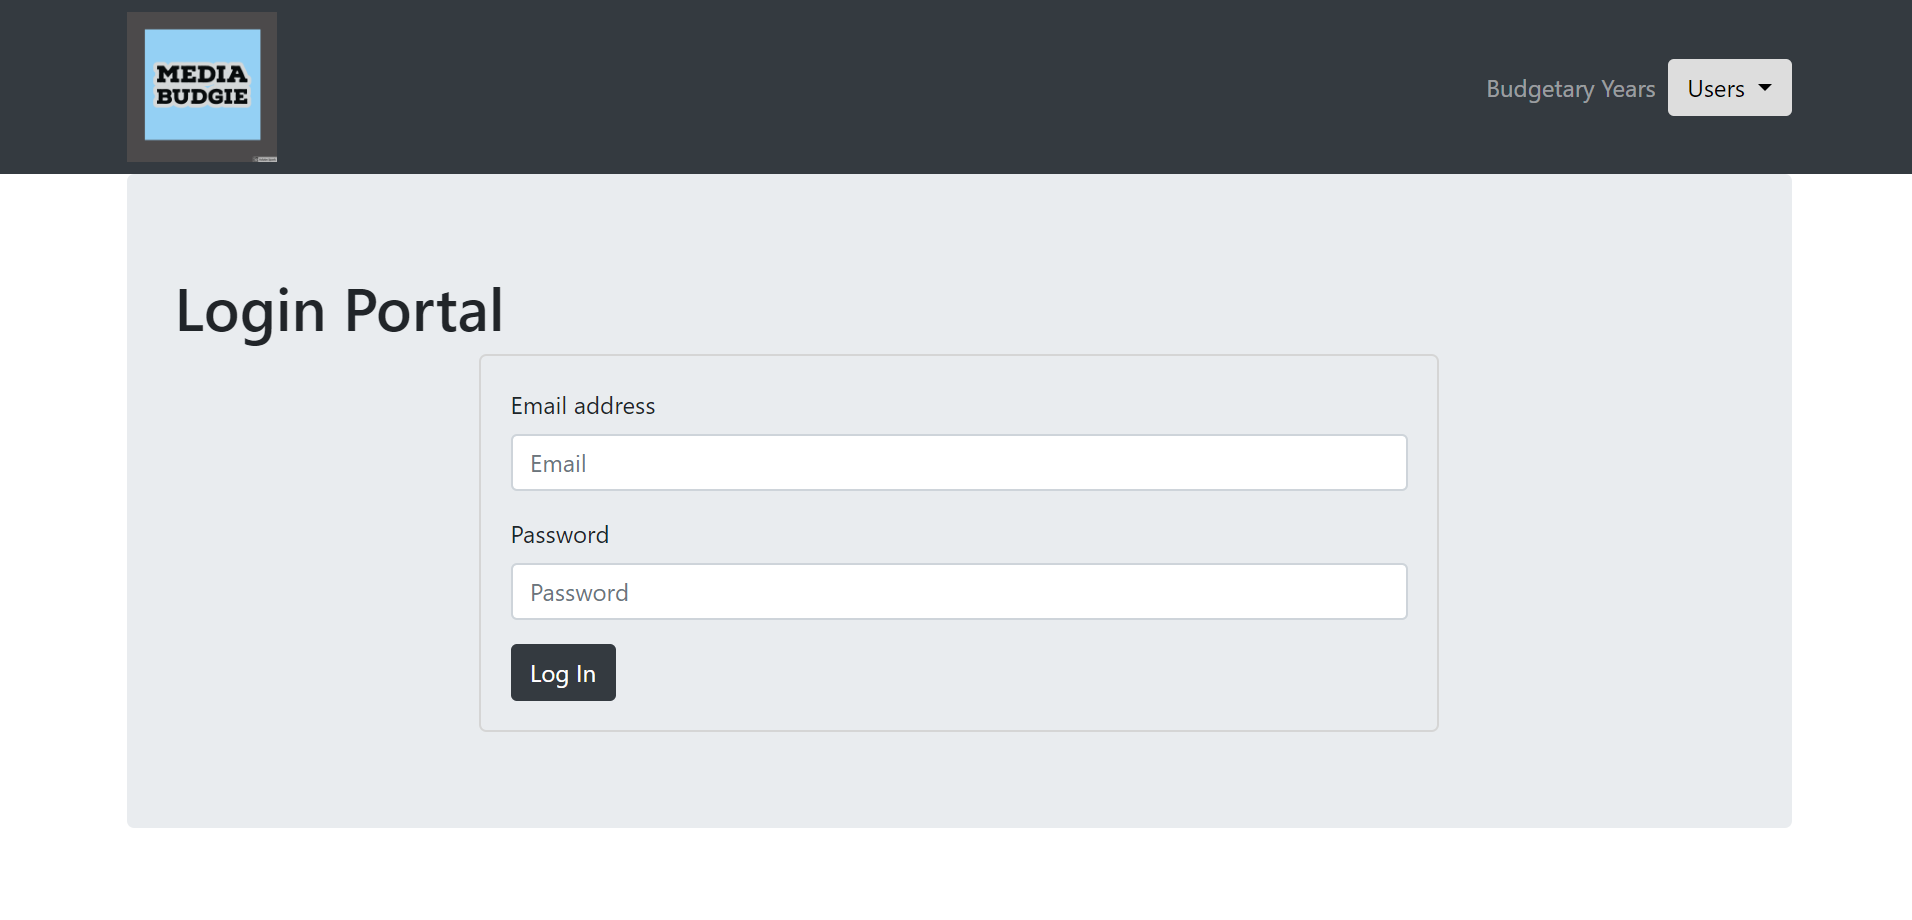 MEDIA
BUDGIE
Budgetary Years
Users
Login Portal
Email address
Email
Password
Password
Log In